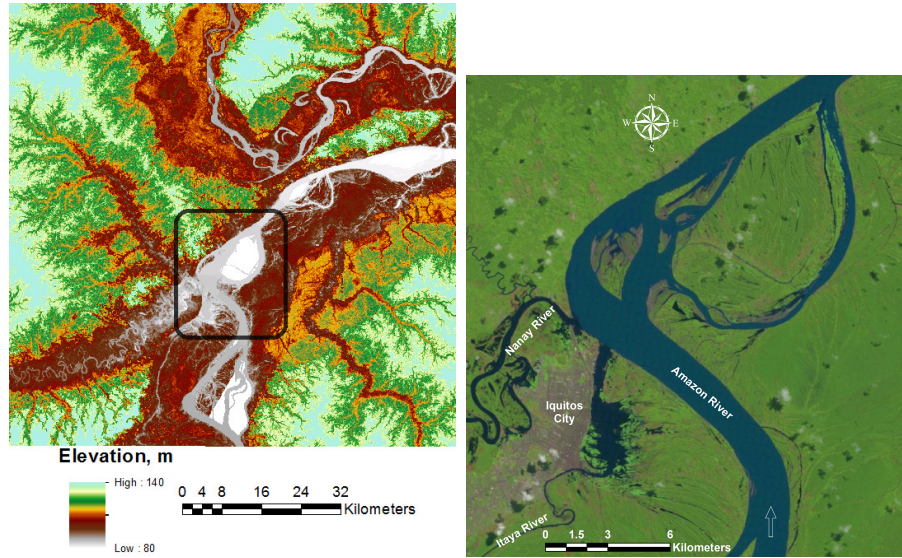 Elevation, m
High : 140
Low : 80
0 4 8 16 24 32
Kilometers
N
W E
S
Nanay River
Amazon River
Iquitos
City
Itaya River
0 1.5 3 6
Kilometers